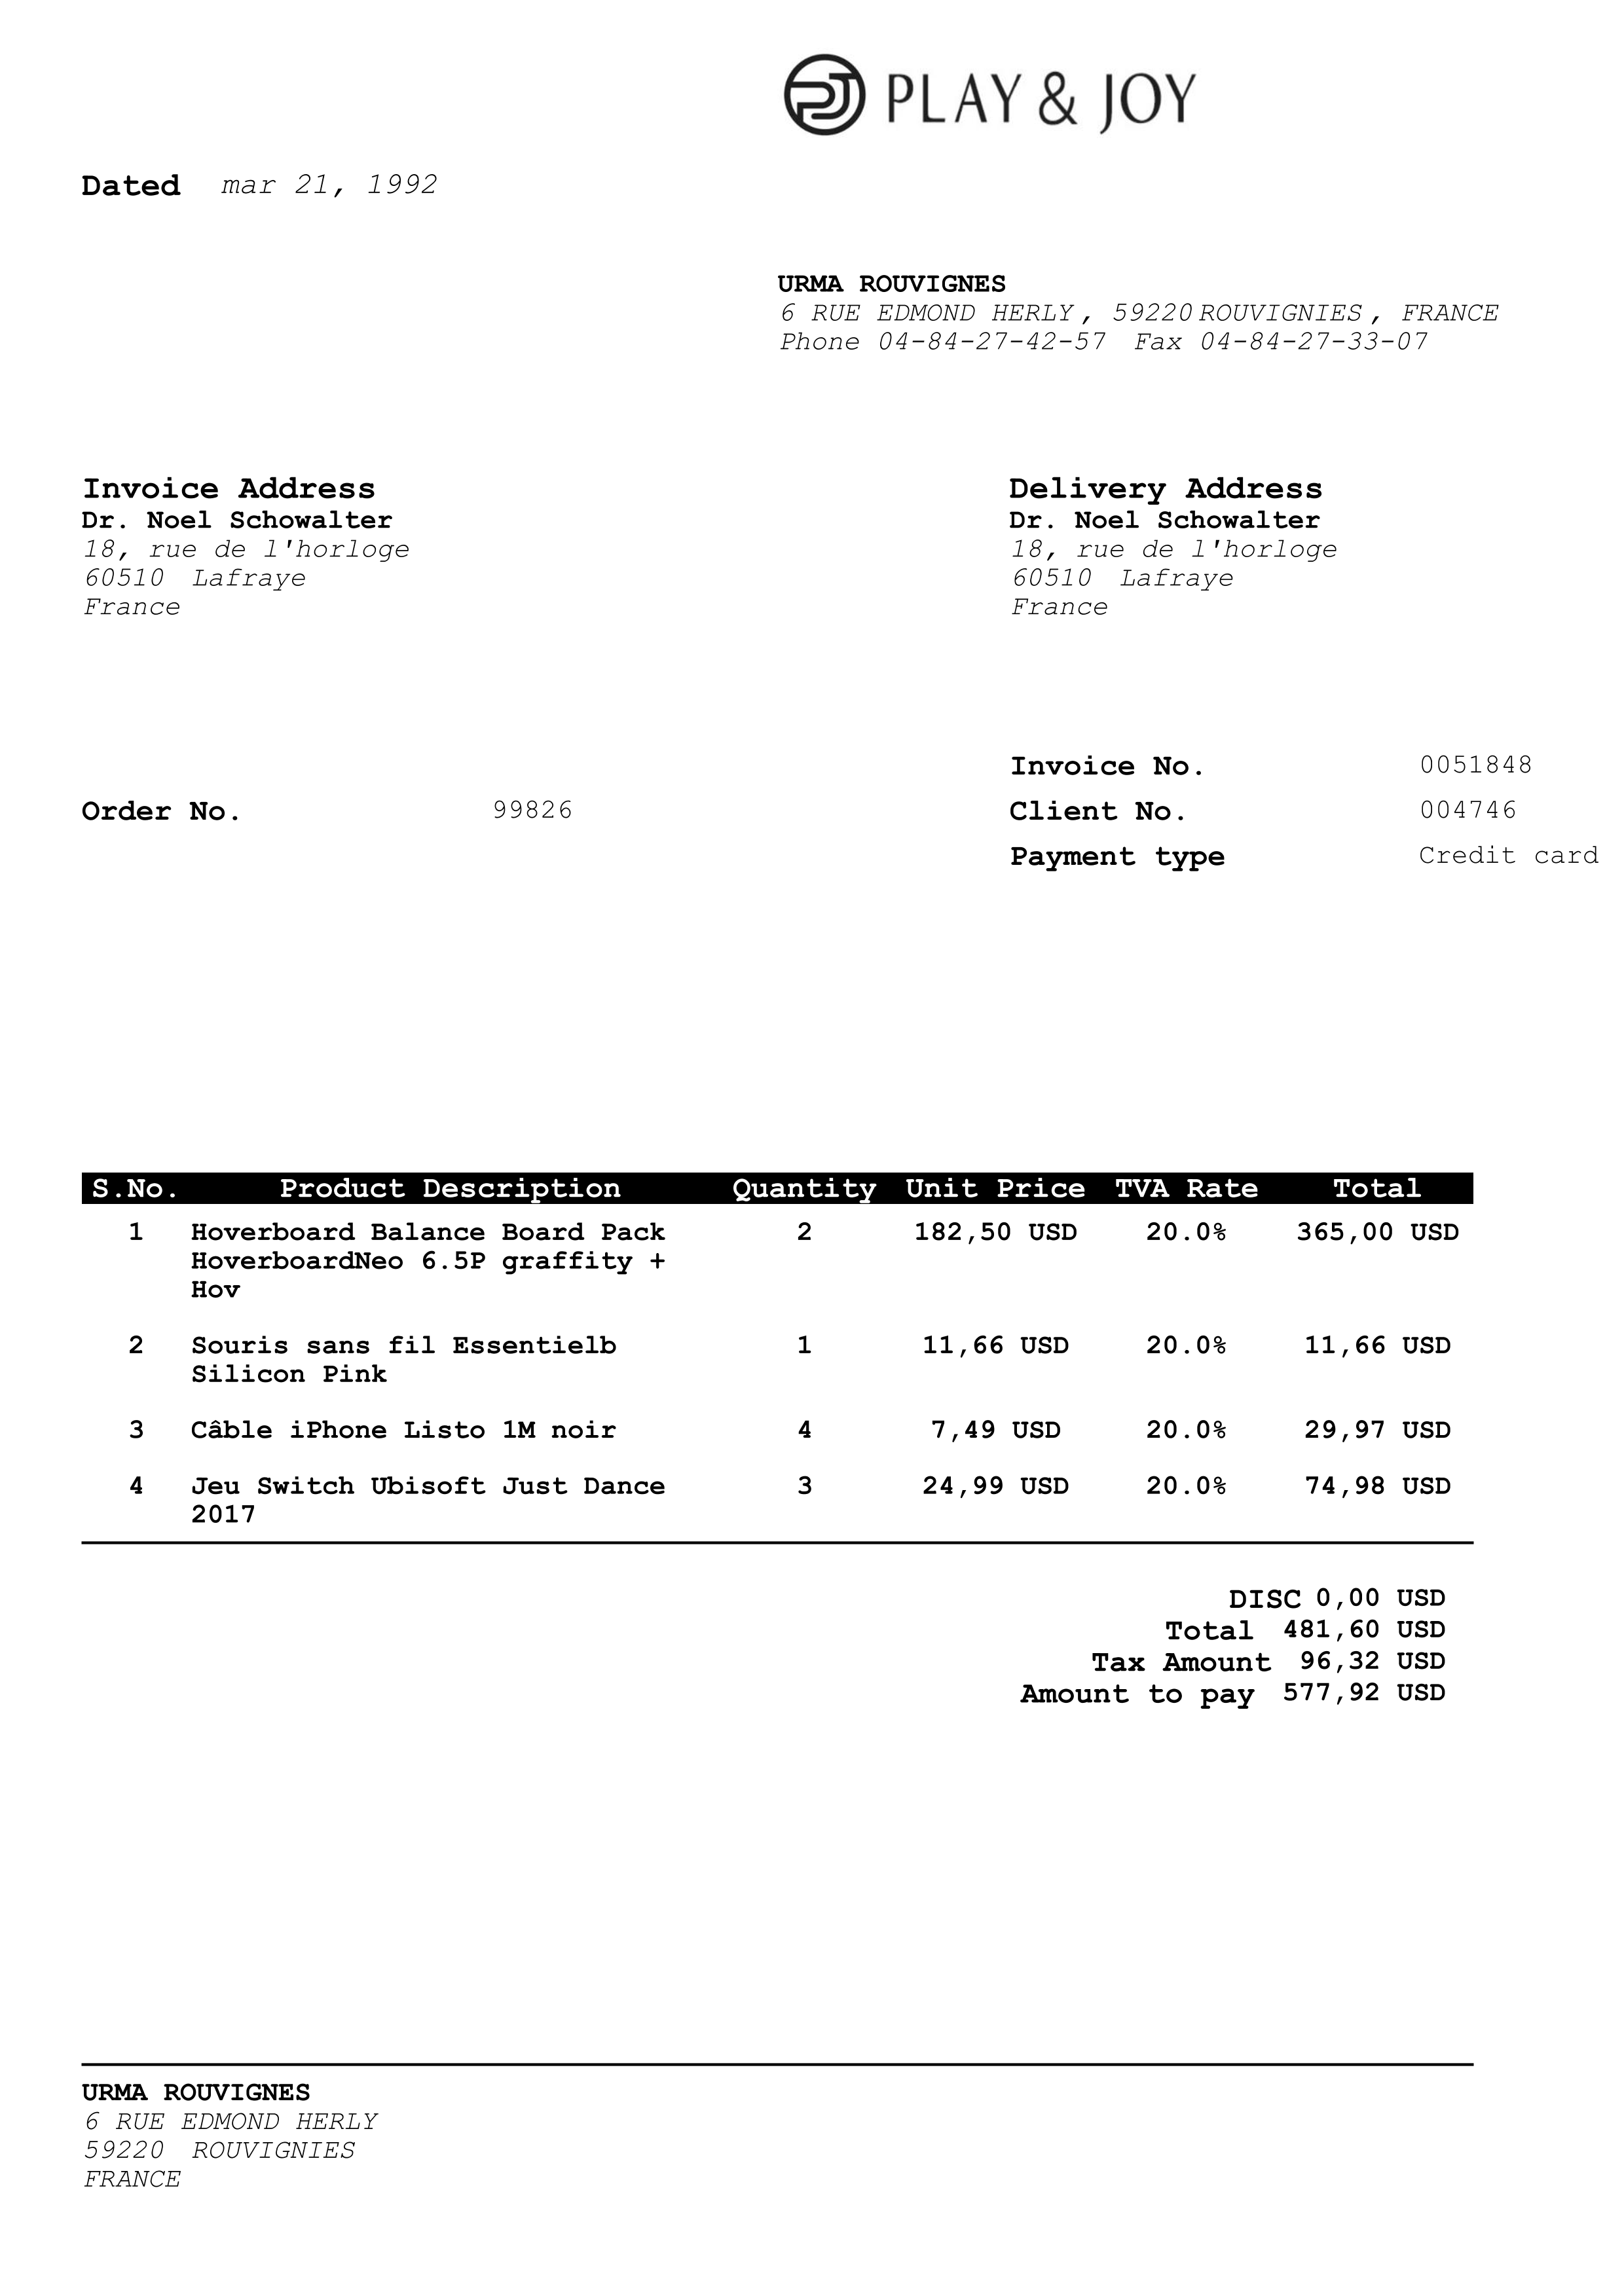 PJ PLAY & JOY
Dated mar 21, 1992
URMA ROUVIGNES
6 RUE EDMOND HERLY, 59220 ROUVIGNIES, FRANCE
Phone 04-84-27-42-57 Fax 04-84-27-33-07
Invoice Address
Dr. Noel Schowalter
18, rue de l'horloge
60510 Lafraye
France
Delivery Address
Dr. Noel Schowalter
18, rue de l'horloge
60510 Lafraye
France
Invoice No. 0051848
Order No. 99826 Client No. 004746
Payment type Credit card
S.No. Product Description Quantity Unit Price TVA Rate Total
1 Hoverboard Balance Board Pack 2 182,50 USD 20.0% 365,00 USD
HoverboardNeo 6.5P graffity +
Hov
2 Souris sans fil Essentielb 1 11,66 USD 20.0% 11,66 USD
Silicon Pink
3 Câble iPhone Listo 1M noir 4 7,49 USD 20.0% 29,97 USD
4 Jeu Switch Ubisoft Just Dance 3 24,99 USD 20.0% 74,98 USD
2017
DISC 0,00 USD
Total 481,60 USD
Tax Amount 96,32 USD
Amount to pay 577,92 USD
URMA ROUVIGNES
6 RUE EDMOND HERLY
59220 ROUVIGNIES
FRANCE